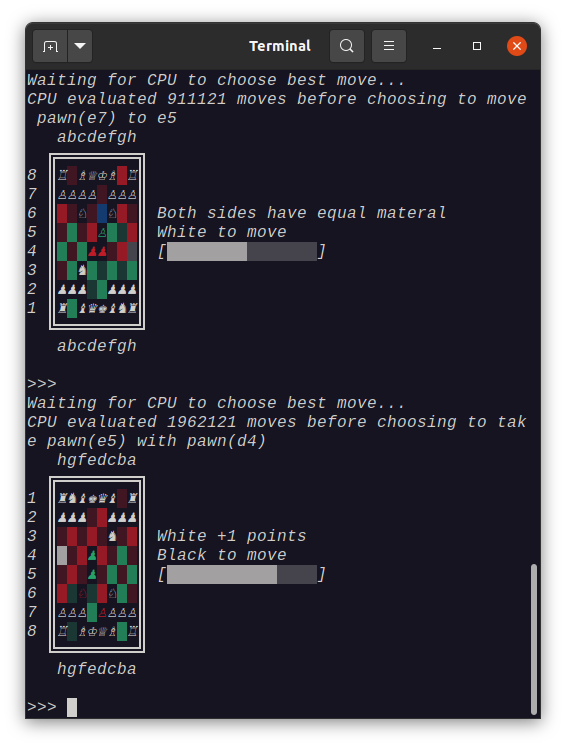 Terminal
Waiting for CPU to choose best move...
CPU evaluated 911121 moves before choosing to move
pawn(e7) to e5
abcdefgh
8 ♖ ♗♕♔♗ ♖
7 ♙♙♙♙ ♙♙♙
6 ♘ ♘ Both sides have equal materal
5 ♙ White to move
4 ♟♟ [ ]
3 ♞
2 ♟♟♟ ♟♟♟
1 ♜ ♝♛♚♝♞♜
abcdefgh
>>>
Waiting for CPU to choose best move...
CPU evaluated 1962121 moves before choosing to tak
e pawn(e5) with pawn(d4)
hgfedcba
1 ♜♞♝♚♛♝ ♜
2 ♟♟♟ ♟♟♟
3 ♞ White +1 points
4 ♟ Black to move
5 ♟ [ ]
6 ♘ ♘
7 ♙♙♙ ♙♙♙♙
8 ♖ ♗♔♕♗ ♖
hgfedcba
>>>